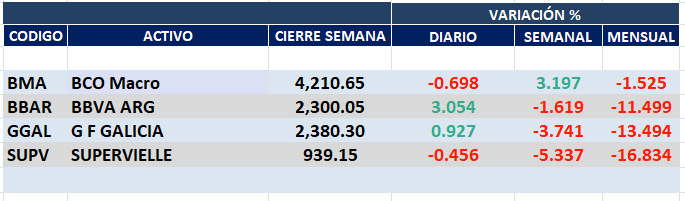 VARIACIÓN %
CODIGO ACTIVO CIERRE SEMANA DIARIO SEMANAL MENSUAL
BMA BCO Macro 4,210.65 -0.698 3.197 -1.525
BBAR BBVA ARG 2,300.05 3.054 -1.619 -11.499
GGAL G F GALICIA 2,380.30 0.927 -3.741 -13.494
SUPV SUPERVIELLE 939.15 -0.456 -5.337 -16.834